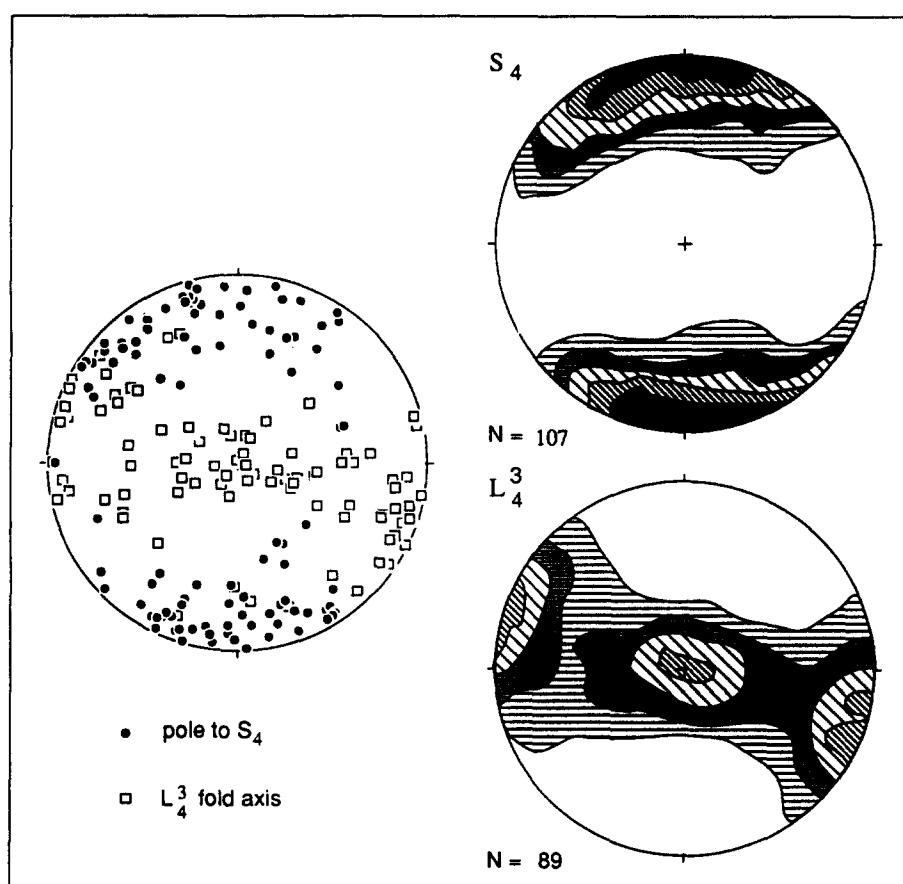 S₄
N = 107
L₄³
N = 89
● pole to S₄
□ L₄³ fold axis